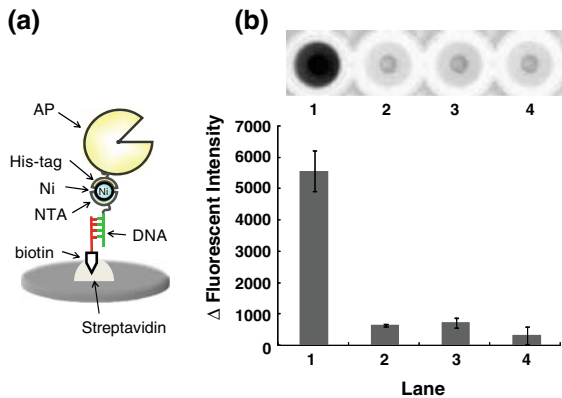 (a)
AP
His-tag
Ni
Ni
NTA
DNA
biotin
Streptavidin
(b)
1 2 3 4
Δ Fluorescent Intensity
7000
6000
5000
4000
3000
2000
1000
0
1 2 3 4
Lane